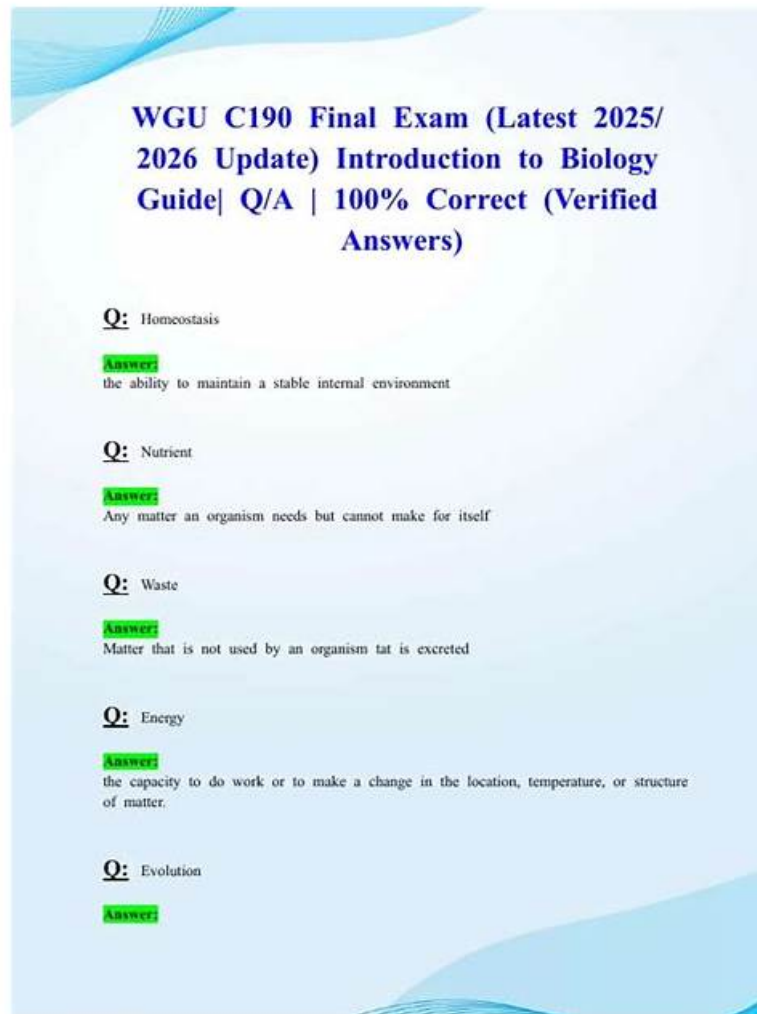 WGU C190 Final Exam (Latest 2025/
2026 Update) Introduction to Biology
Guide| Q/A | 100% Correct (Verified
Answers)
Q: Homeostasis
Answer:
the ability to maintain a stable internal environment
Q: Nutrient
Answer:
Any matter an organism needs but cannot make for itself
Q: Waste
Answer:
Matter that is not used by an organism tat is excreted
Q: Energy
Answer:
the capacity to do work or to make a change in the location, temperature, or structure
of matter.
Q: Evolution
Answer: